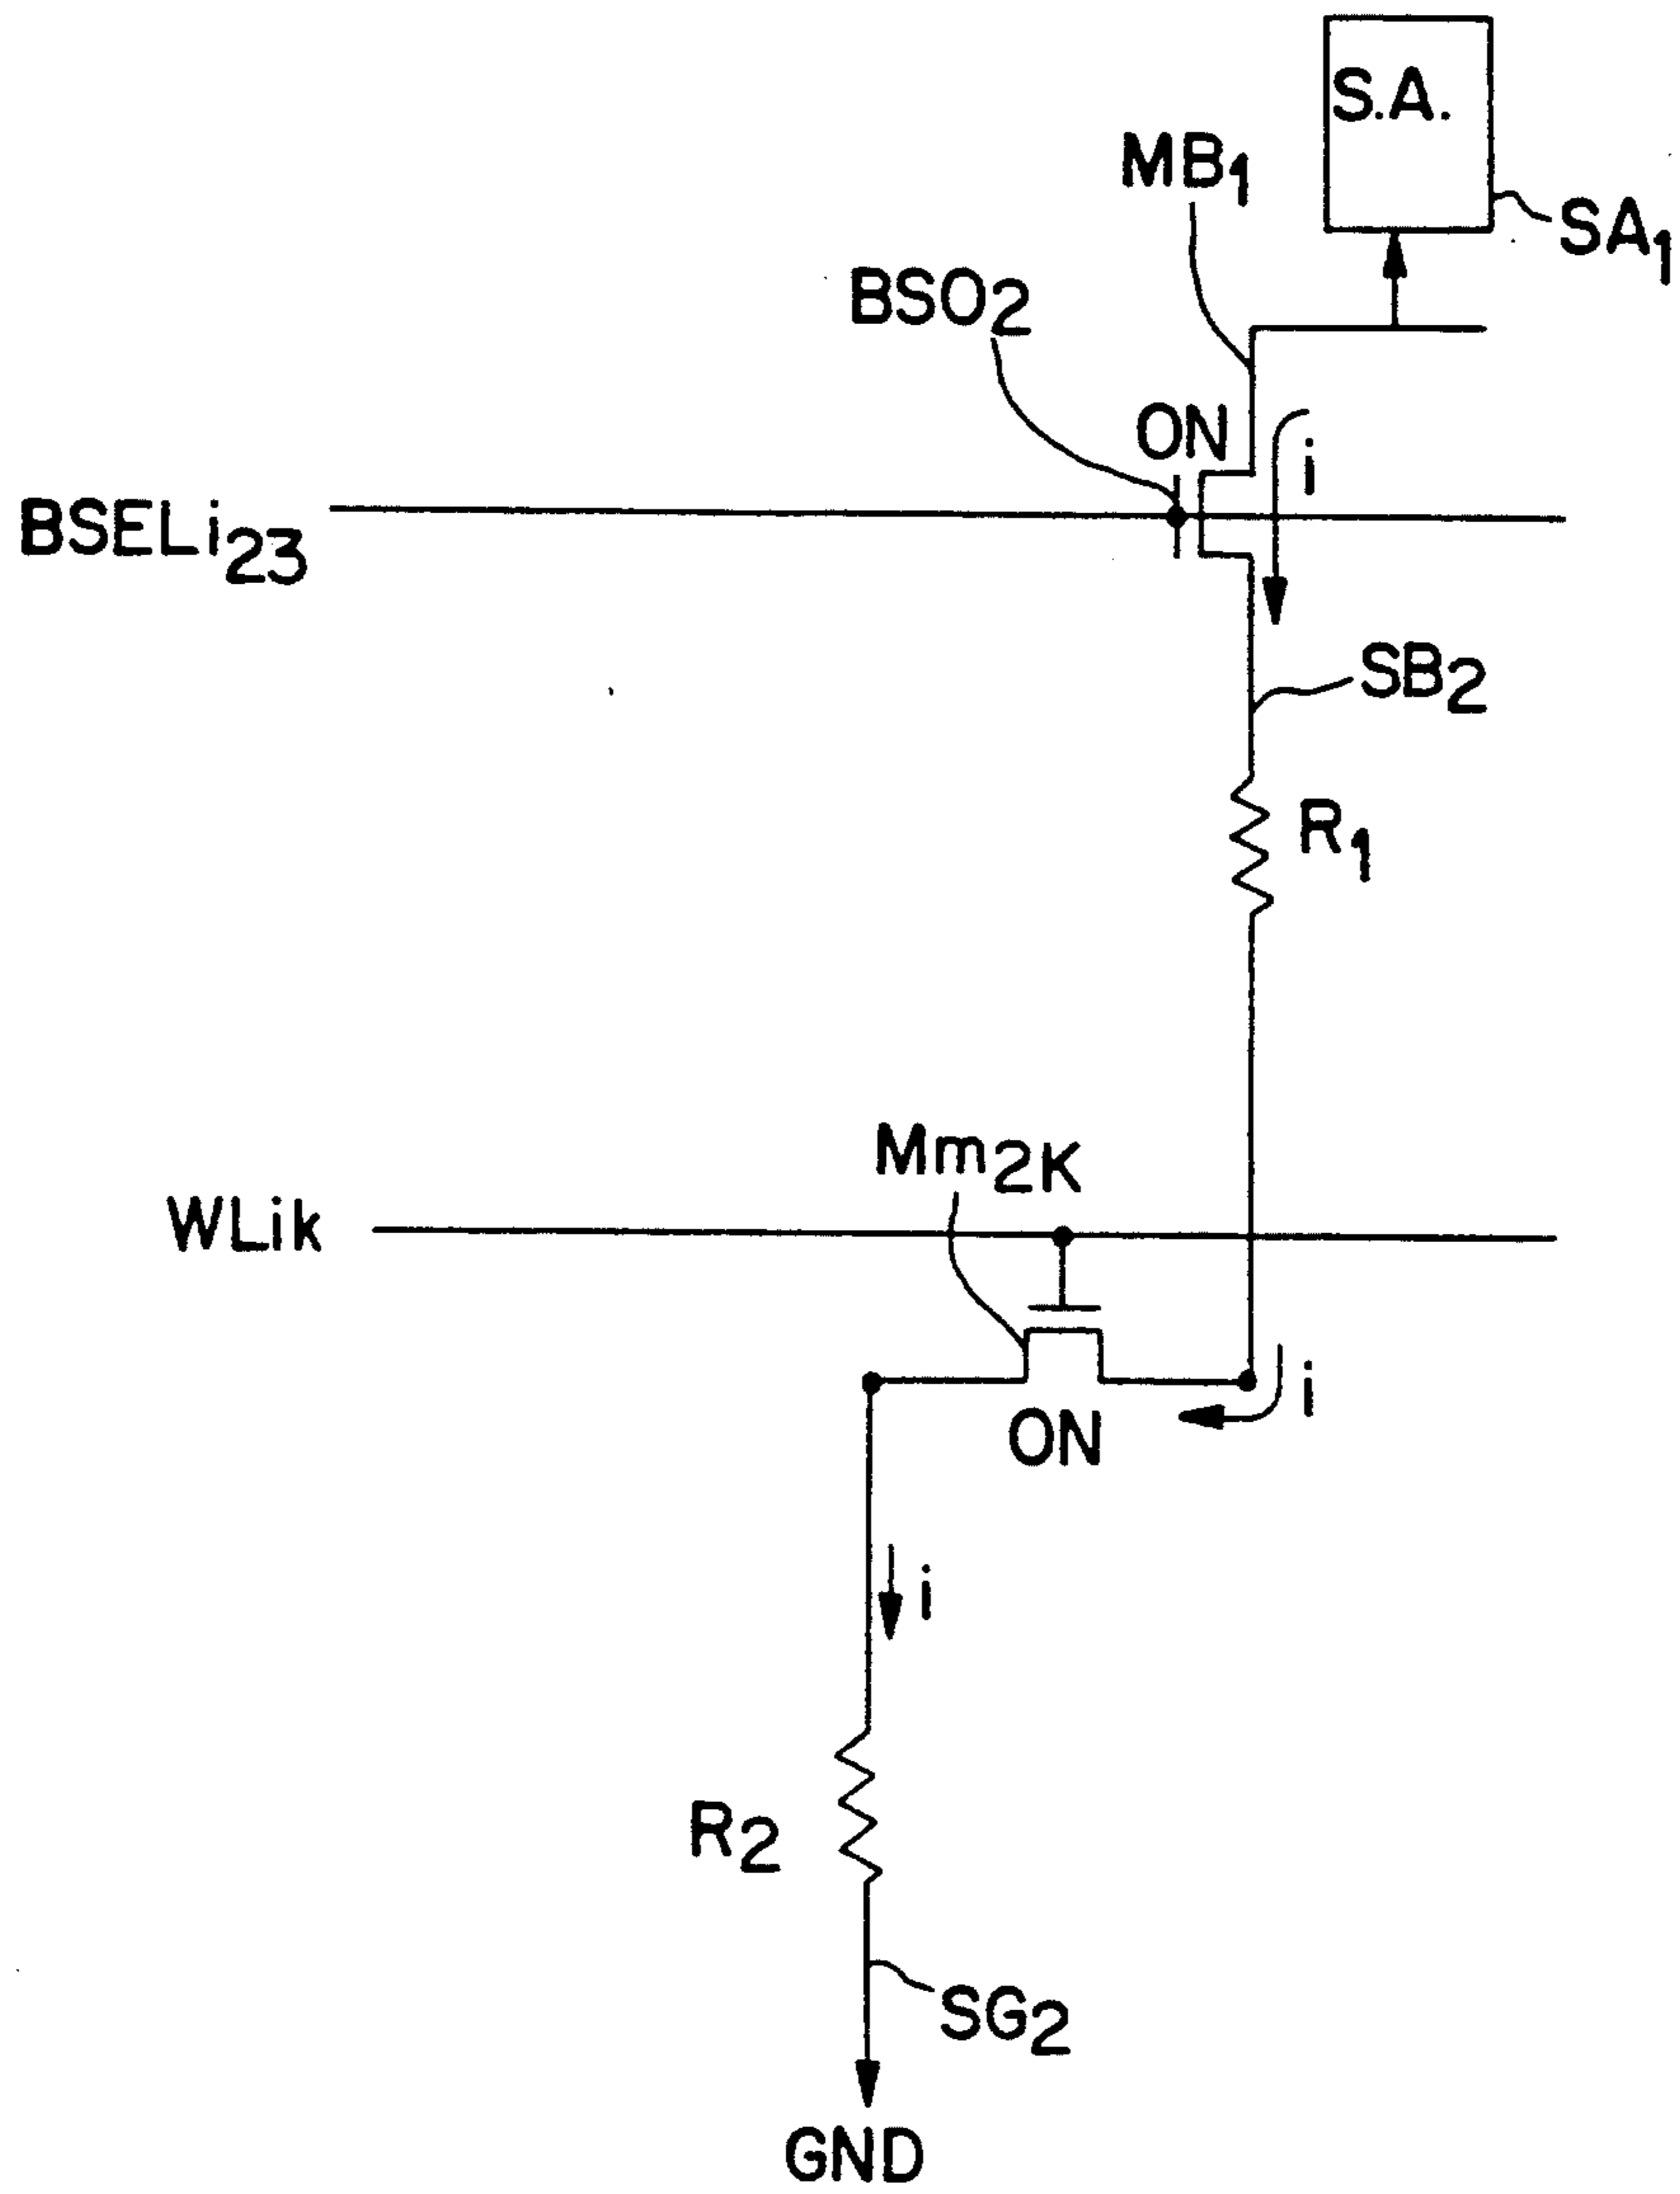 S.A.
MB1
SA1
BSO2
ON
i
BSELi23
SB2
R1
Mm2K
WLik
i
ON
i
R2
SG2
GND